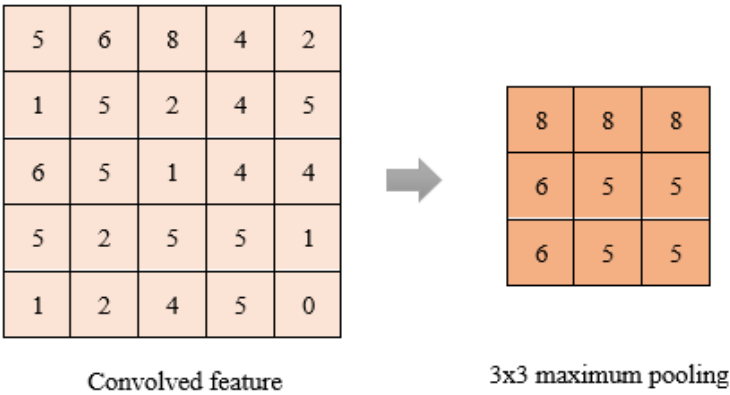 5 6 8 4 2
1 5 2 4 5
6 5 1 4 4
5 2 5 5 1
1 2 4 5 0
Convolved feature
8 8 8
6 5 5
6 5 5
3x3 maximum pooling